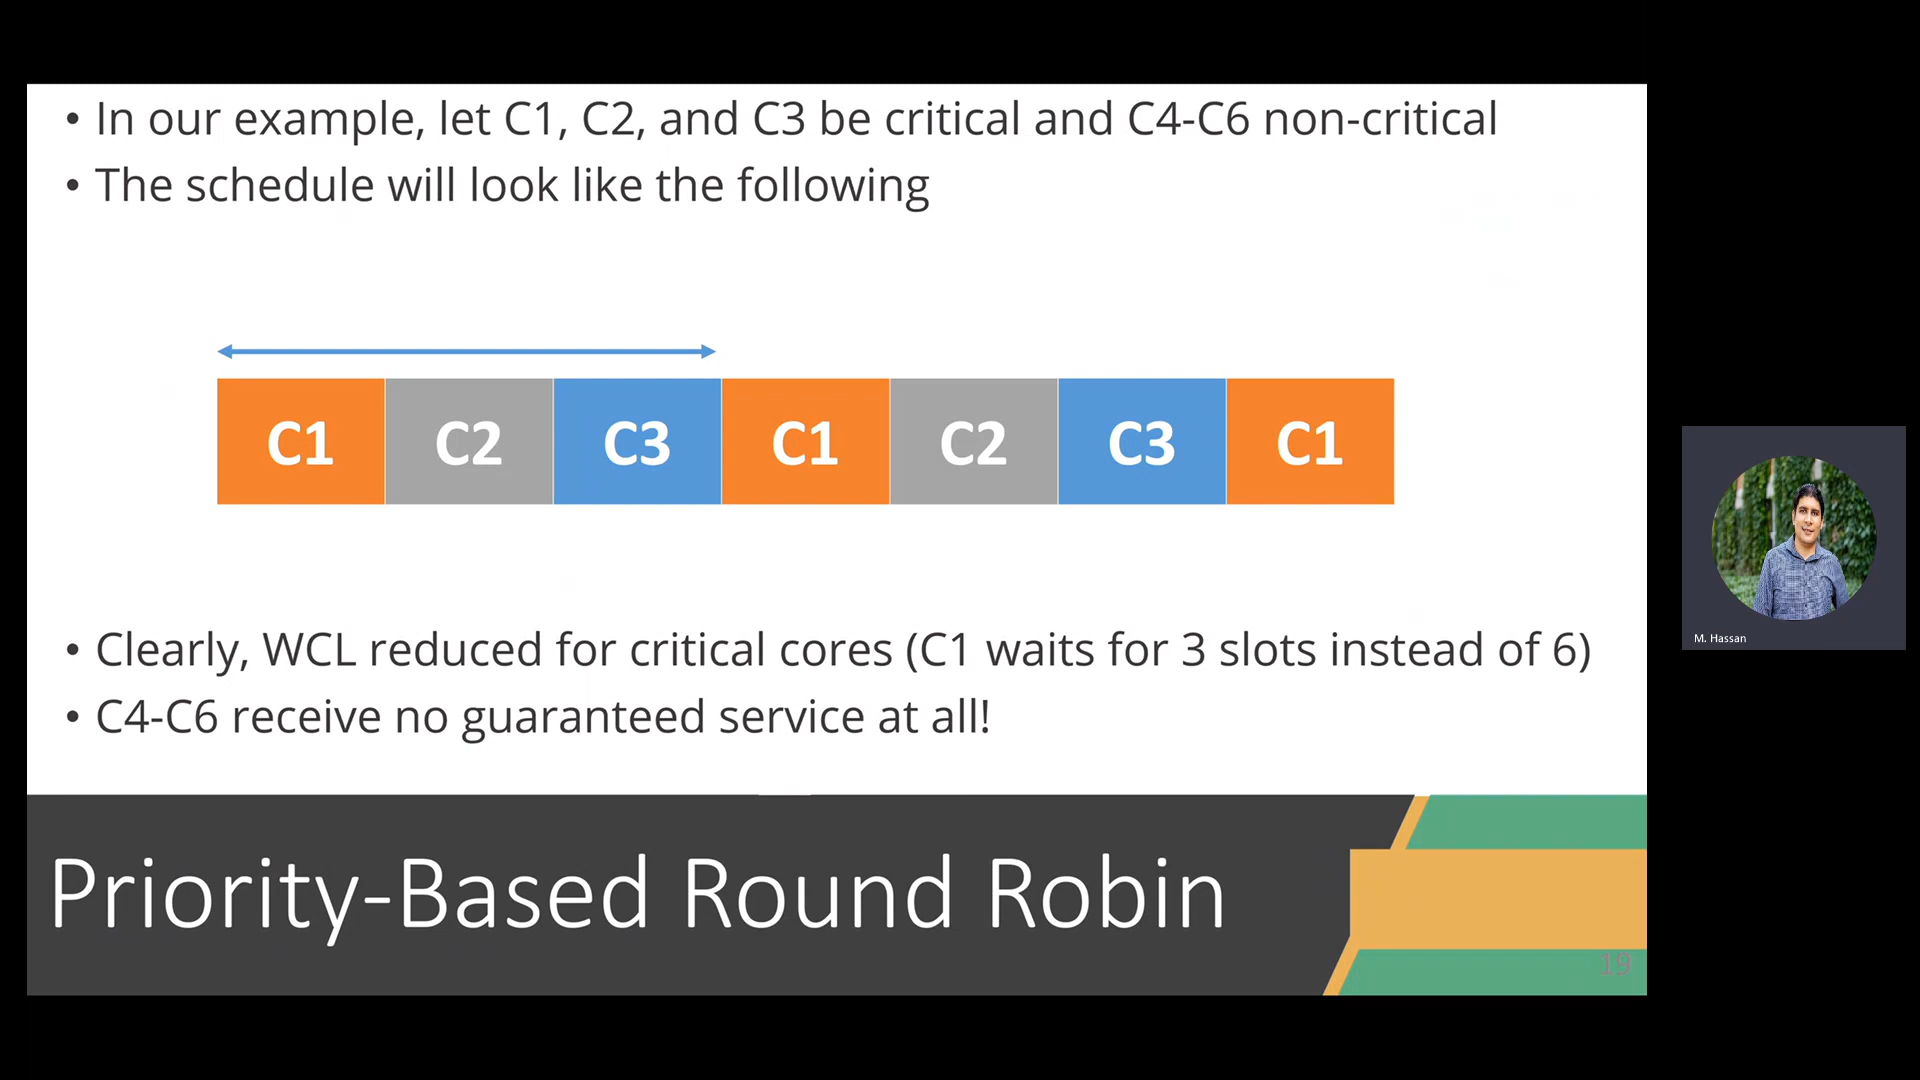 • In our example, let C1, C2, and C3 be critical and C4-C6 non-critical
• The schedule will look like the following
C1 C2 C3 C1 C2 C3 C1
• Clearly, WCL reduced for critical cores (C1 waits for 3 slots instead of 6)
• C4-C6 receive no guaranteed service at all!
Priority-Based Round Robin
19
M. Hassan